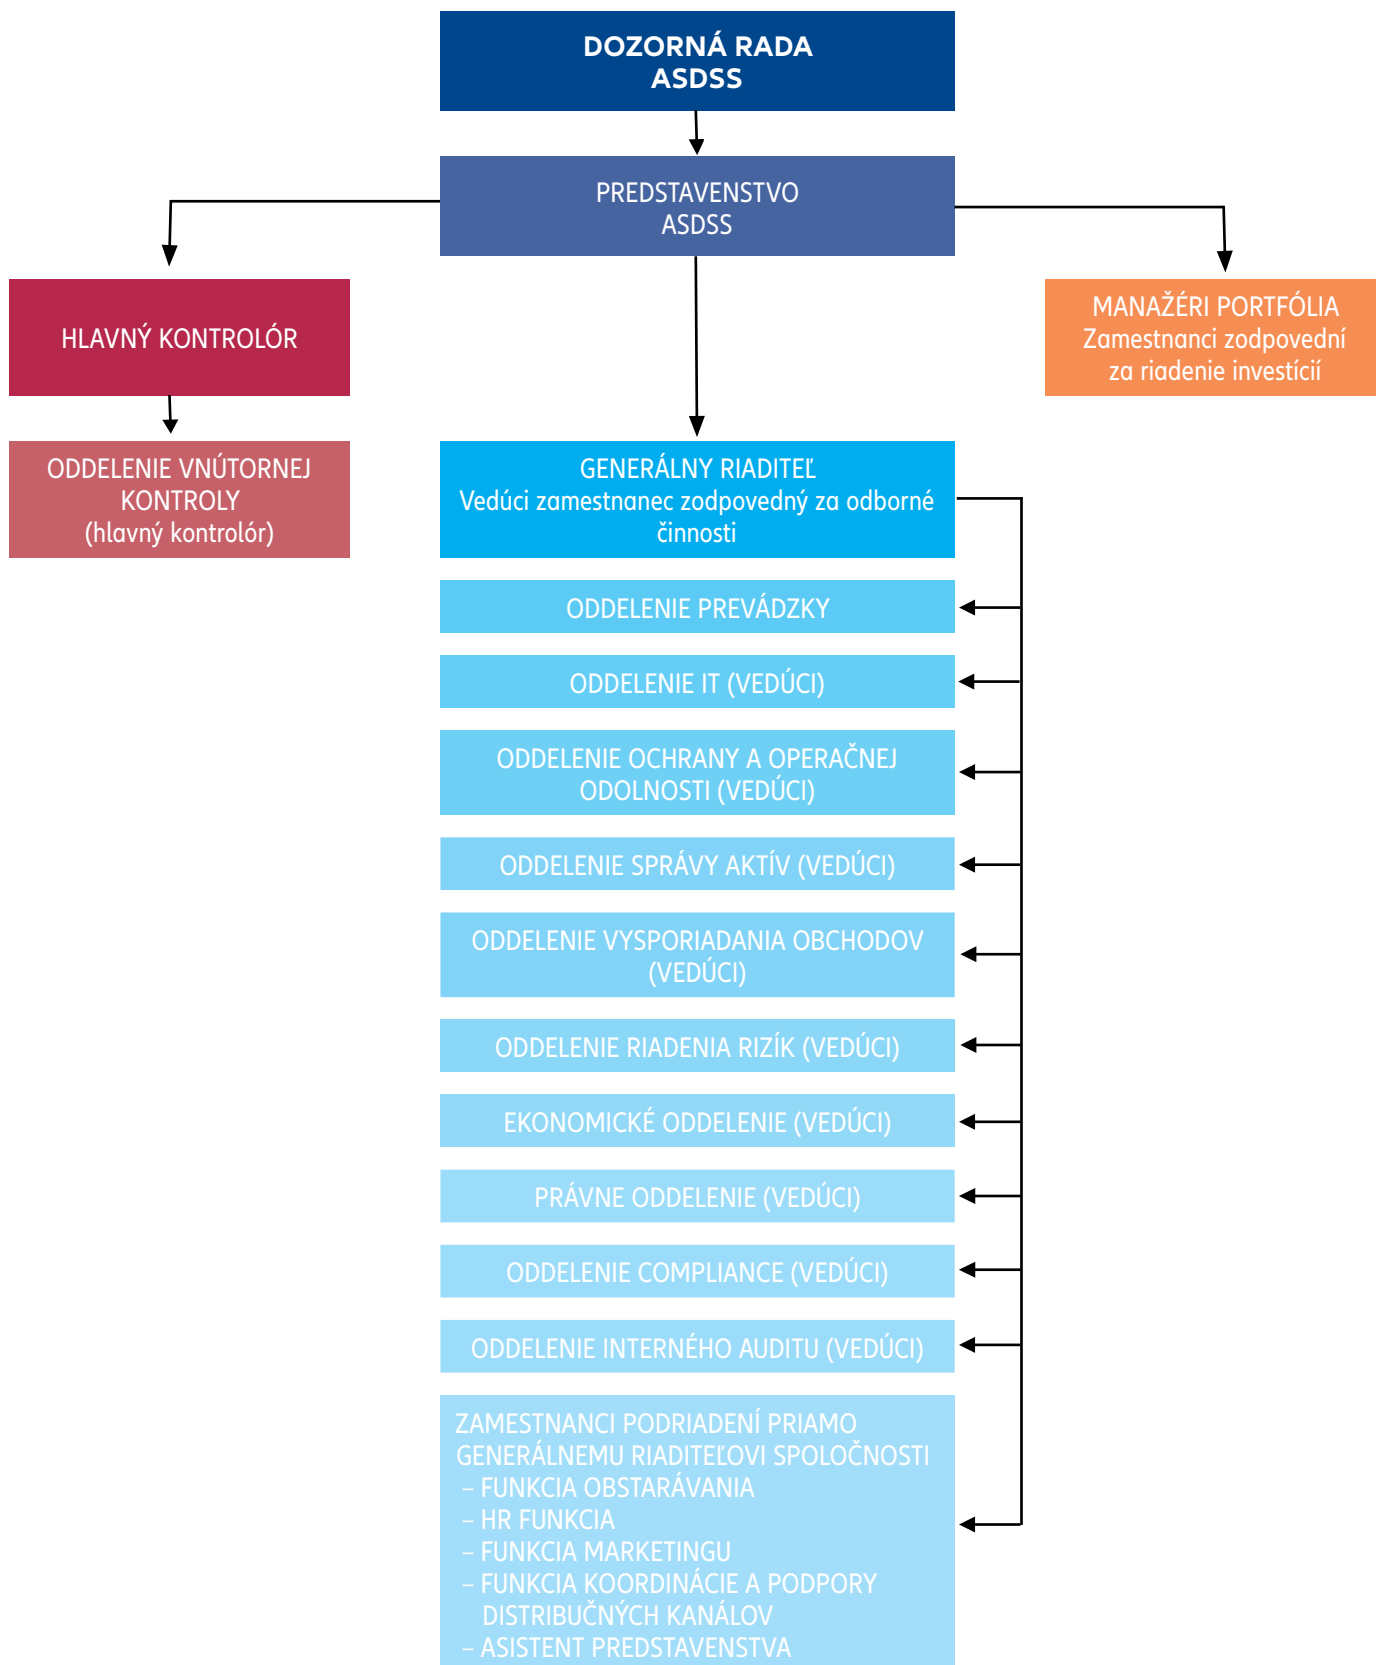 DOZORNÁ RADA
ASDSS
PREDSTAVENSTVO
ASDSS
HLAVNÝ KONTROLÓR
MANAŽÉRI PORTFÓLIA
Zamestnanci zodpovední
za riadenie investícií
ODDELENIE VNÚTORNEJ
KONTROLY
(hlavný kontrolór)
GENERÁLNY RIADITEĽ
Vedúci zamestnanec zodpovedný za odborné
činnosti
ODDELENIE PREVÁDZKY
ODDELENIE IT (VEDÚCI)
ODDELENIE OCHRANY A OPERAČNEJ
ODOLNOSTI (VEDÚCI)
ODDELENIE SPRÁVY AKTÍV (VEDÚCI)
ODDELENIE VYSPORIADANIA OBCHODOV
(VEDÚCI)
ODDELENIE RIADENIA RIZÍK (VEDÚCI)
EKONOMICKÉ ODDELENIE (VEDÚCI)
PRÁVNE ODDELENIE (VEDÚCI)
ODDELENIE COMPLIANCE (VEDÚCI)
ODDELENIE INTERNÉHO AUDITU (VEDÚCI)
ZAMESTNANCI PODRIADENÍ PRIAMO
GENERÁLNEMU RIADITEĽOVI SPOLOČNOSTI
– FUNKCIA OBSTARÁVANIA
– HR FUNKCIA
– FUNKCIA MARKETINGU
– FUNKCIA KOORDINÁCIE A PODPORY
DISTRIBUČNÝCH KANÁLOV
– ASISTENT PREDSTAVENSTVA